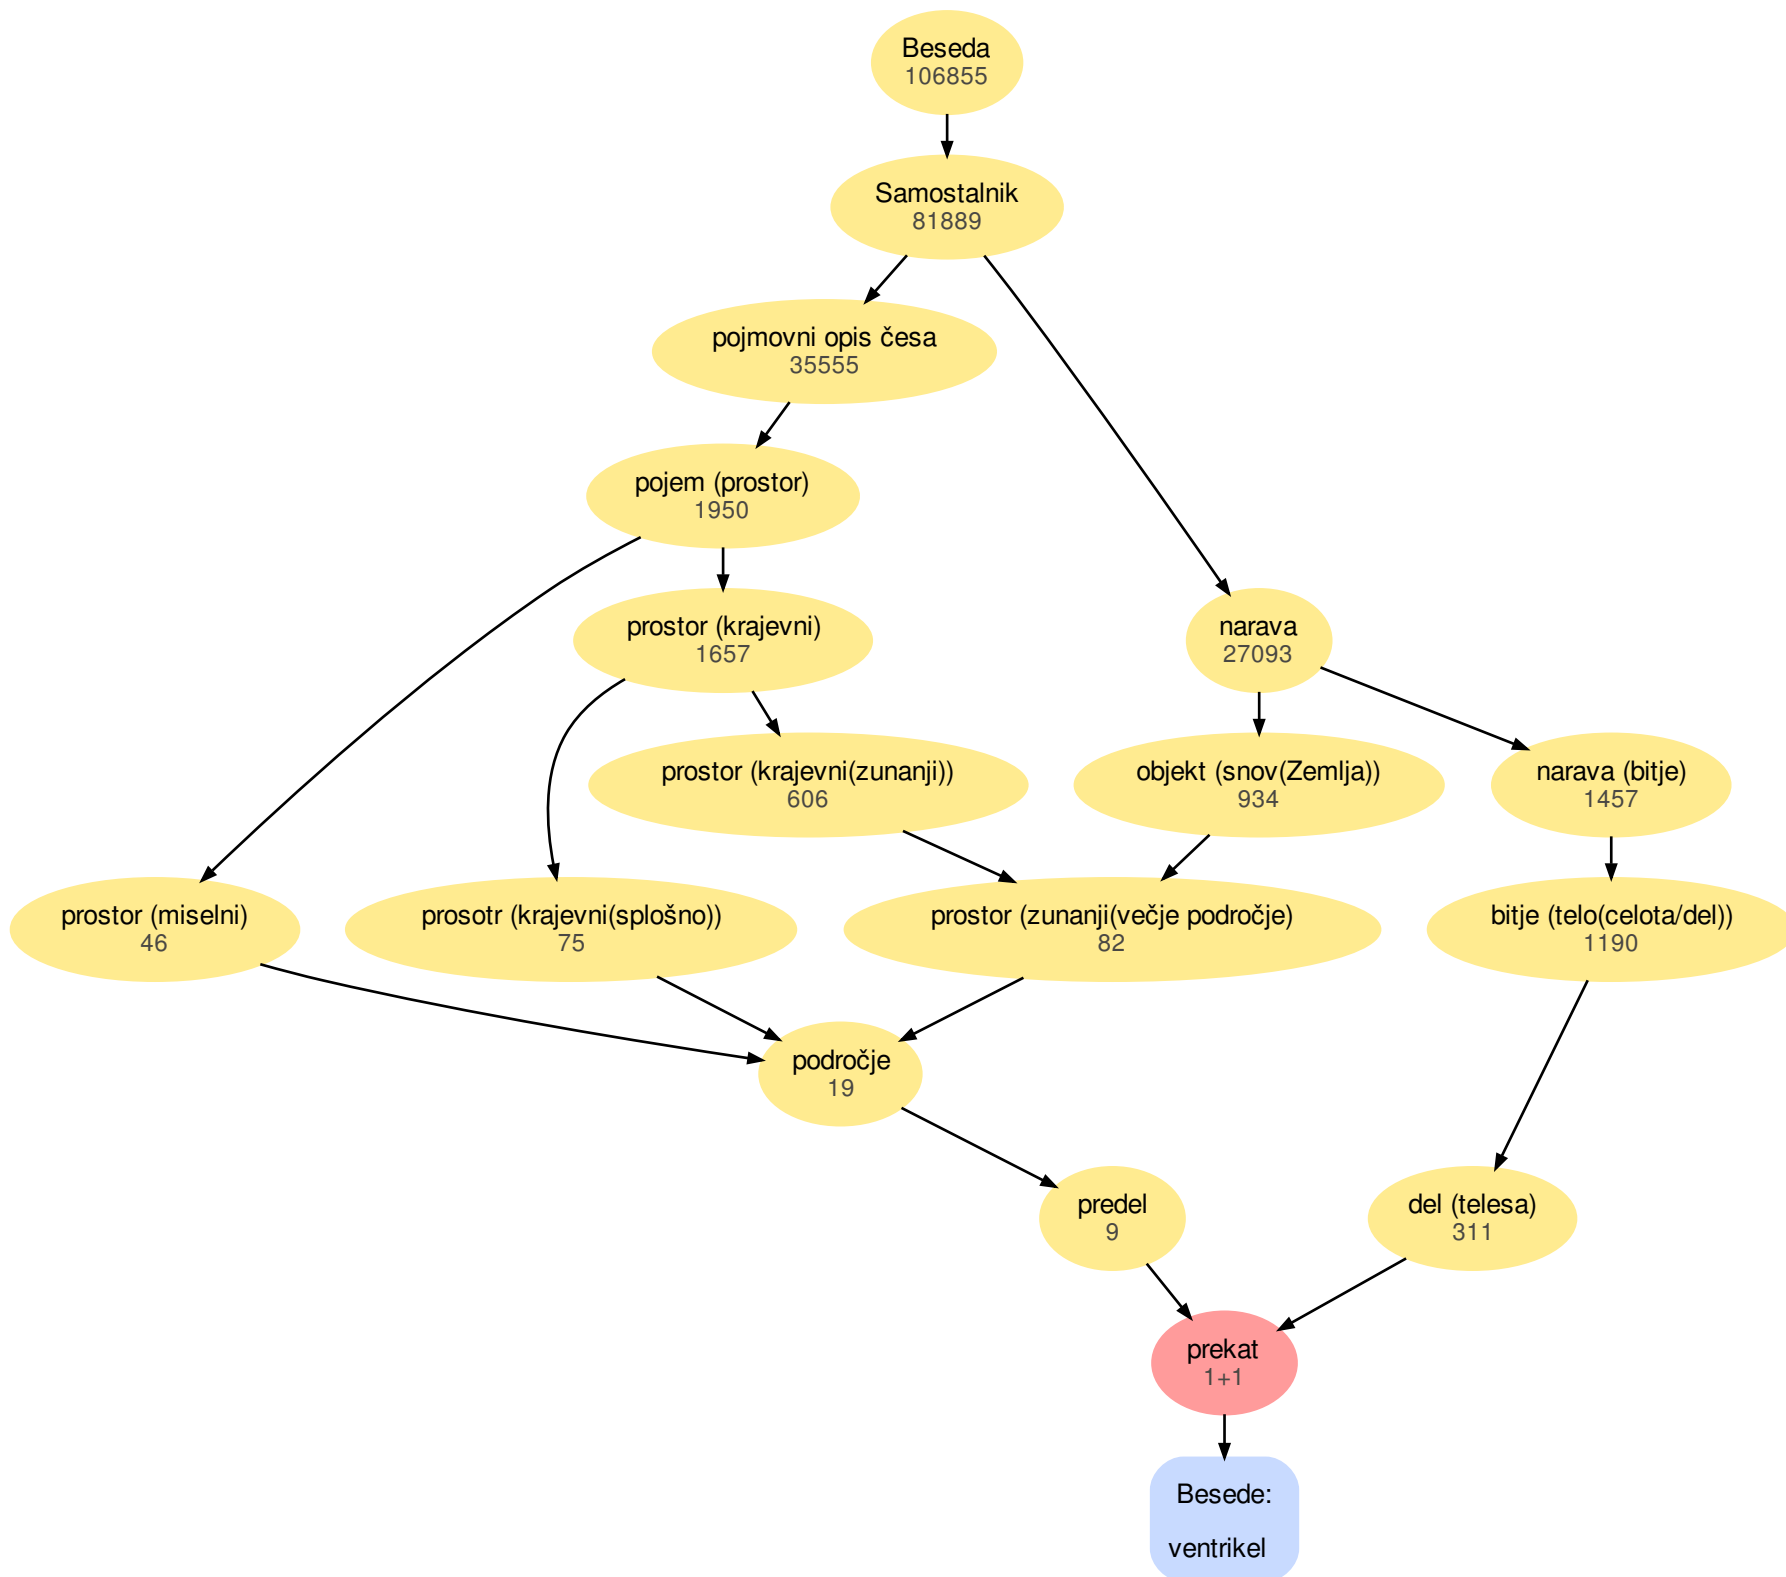 Beseda
106855
Samostalnik
81889
pojmovni opis česa
35555
pojem (prostor)
1950
prostor (krajevni)
1657
narava
27093
prostor (krajevni(zunanji))
606
objekt (snov(Zemlja))
934
narava (bitje)
1457
prostor (miselni)
46
prosotr (krajevni(splošno))
75
prostor (zunanji(večje področje)
82
bitje (telo(celota/del))
1190
področje
19
predel
9
del (telesa)
311
prekat
1+1
Besede:
ventrikel